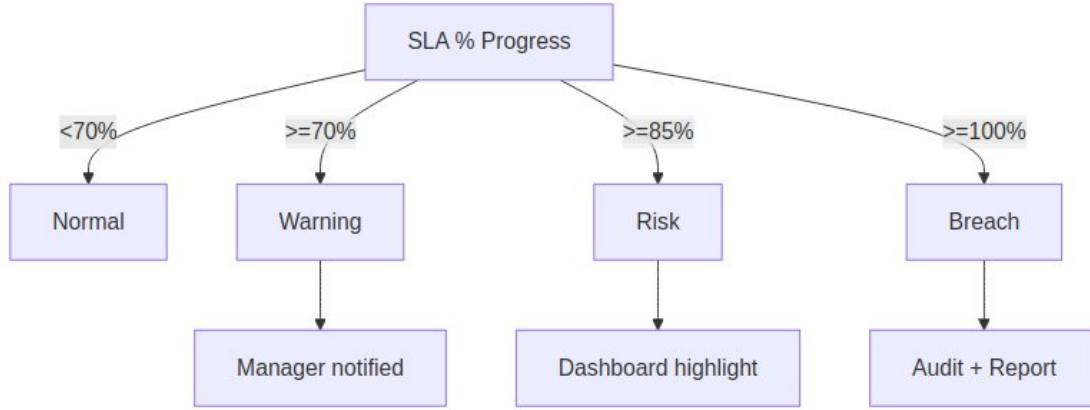 SLA % Progress
<70%
>=70%
>=85%
>=100%
Normal
Warning
Risk
Breach
Manager notified
Dashboard highlight
Audit + Report